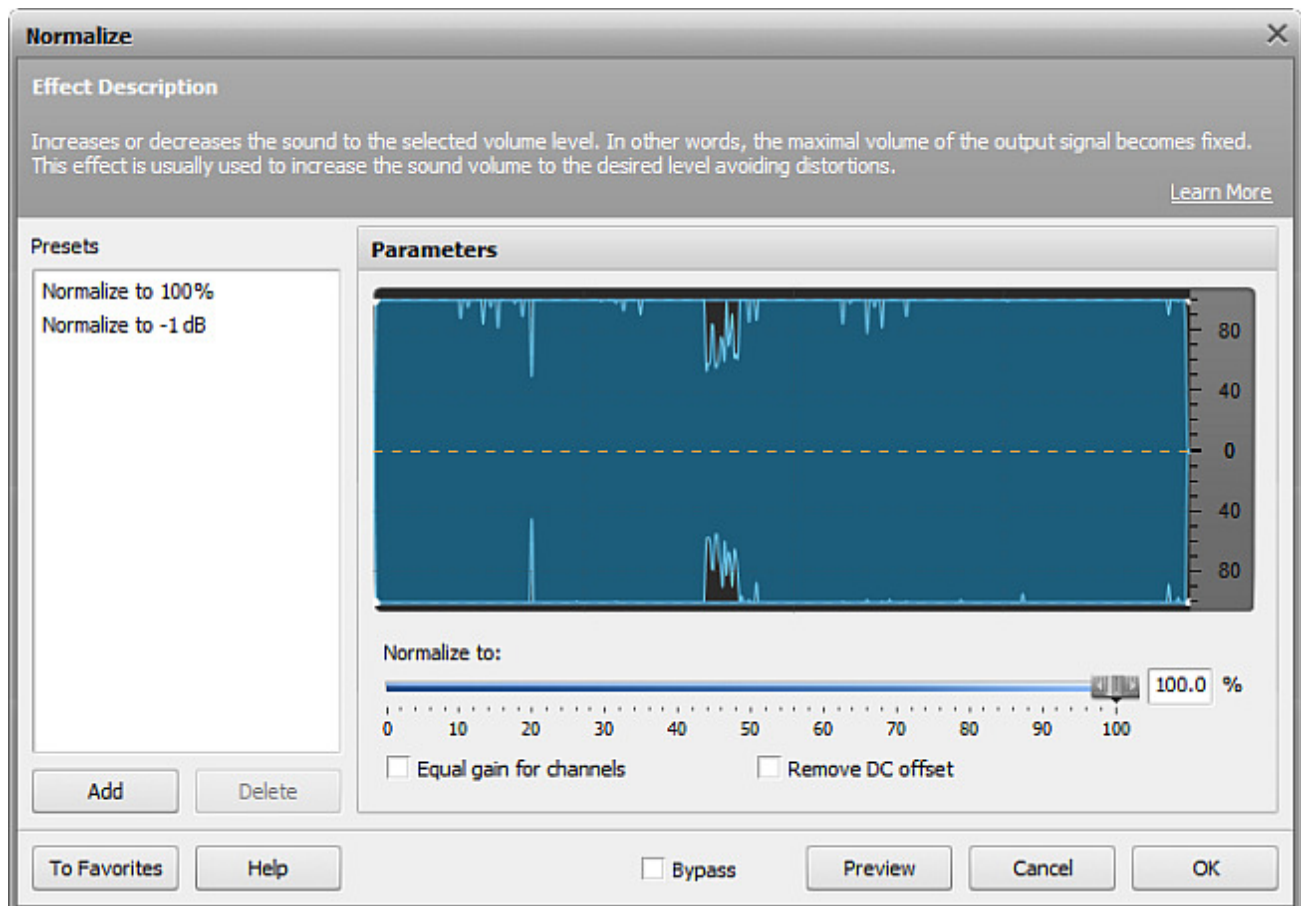 Normalize
Effect Description
Increases or decreases the sound to the selected volume level. In other words, the maximal volume of the output signal becomes fixed.
This effect is usually used to increase the sound volume to the desired level avoiding distortions.
Learn More
Presets
Normalize to 100%
Normalize to -1 dB
Add
Delete
Parameters
80
40
0
40
80
Normalize to:
100.0 %
0 10 20 30 40 50 60 70 80 90 100
Equal gain for channels
Remove DC offset
To Favorites
Help
Bypass
Preview
Cancel
OK